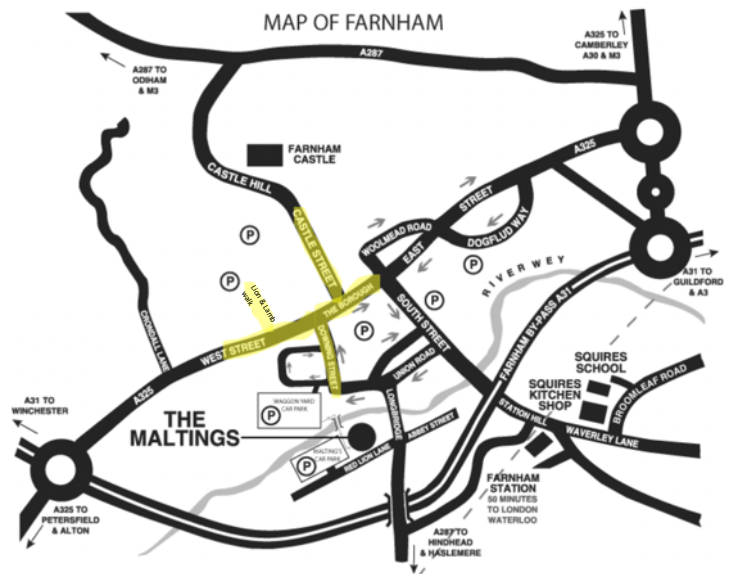 MAP OF FARNHAM
A325 TO
CAMBERLEY
A30 & M3
A287
A287 TO
ODIHAM
& M3
FARNHAM
CASTLE
A325
CASTLE HILL
STREET
CASTLE STREET
WOOLMEAD ROAD
DOGFLUD WAY
EAST
P
P
P
P
P
RIVER WEY
A31 TO
GUILDFORD
& A3
Lion & Lamb
walk
THE BOROUGH
SOUTH STREET
FARNHAM BY-PASS A31
CRONDALL LANE
WEST STREET
DOWNING STREET
UNION ROAD
SQUIRES
SCHOOL
SQUIRES
KITCHEN
SHOP
BROOMLEAF ROAD
A325
A31 TO
WINCHESTER
WAGGON YARD
CAR PARK
P
LONGBRIDGE
STATION HILL
WAVERLEY LANE
THE
MALTINGS
ABBEY STREET
MALTING'S
CAR PARK
P
RED LION LANE
FARNHAM
STATION
50 MINUTES
TO LONDON
WATERLOO
A325 TO
PETERSFIELD
& ALTON
A287 TO
HINDHEAD
& HASLEMERE